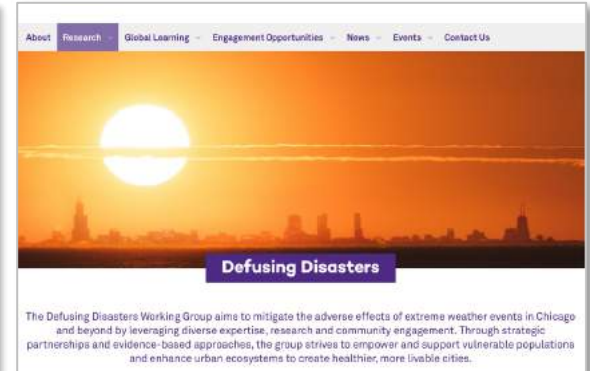 About Research Global Learning Engagement Opportunities News Events Contact Us
Defusing Disasters
The Defusing Disasters Working Group aims to mitigate the adverse effects of extreme weather events in Chicago
and beyond by leveraging diverse expertise, research and community engagement. Through strategic
partnerships and evidence-based approaches, the group strives to empower and support vulnerable populations
and enhance urban ecosystems to create healthier, more livable cities.